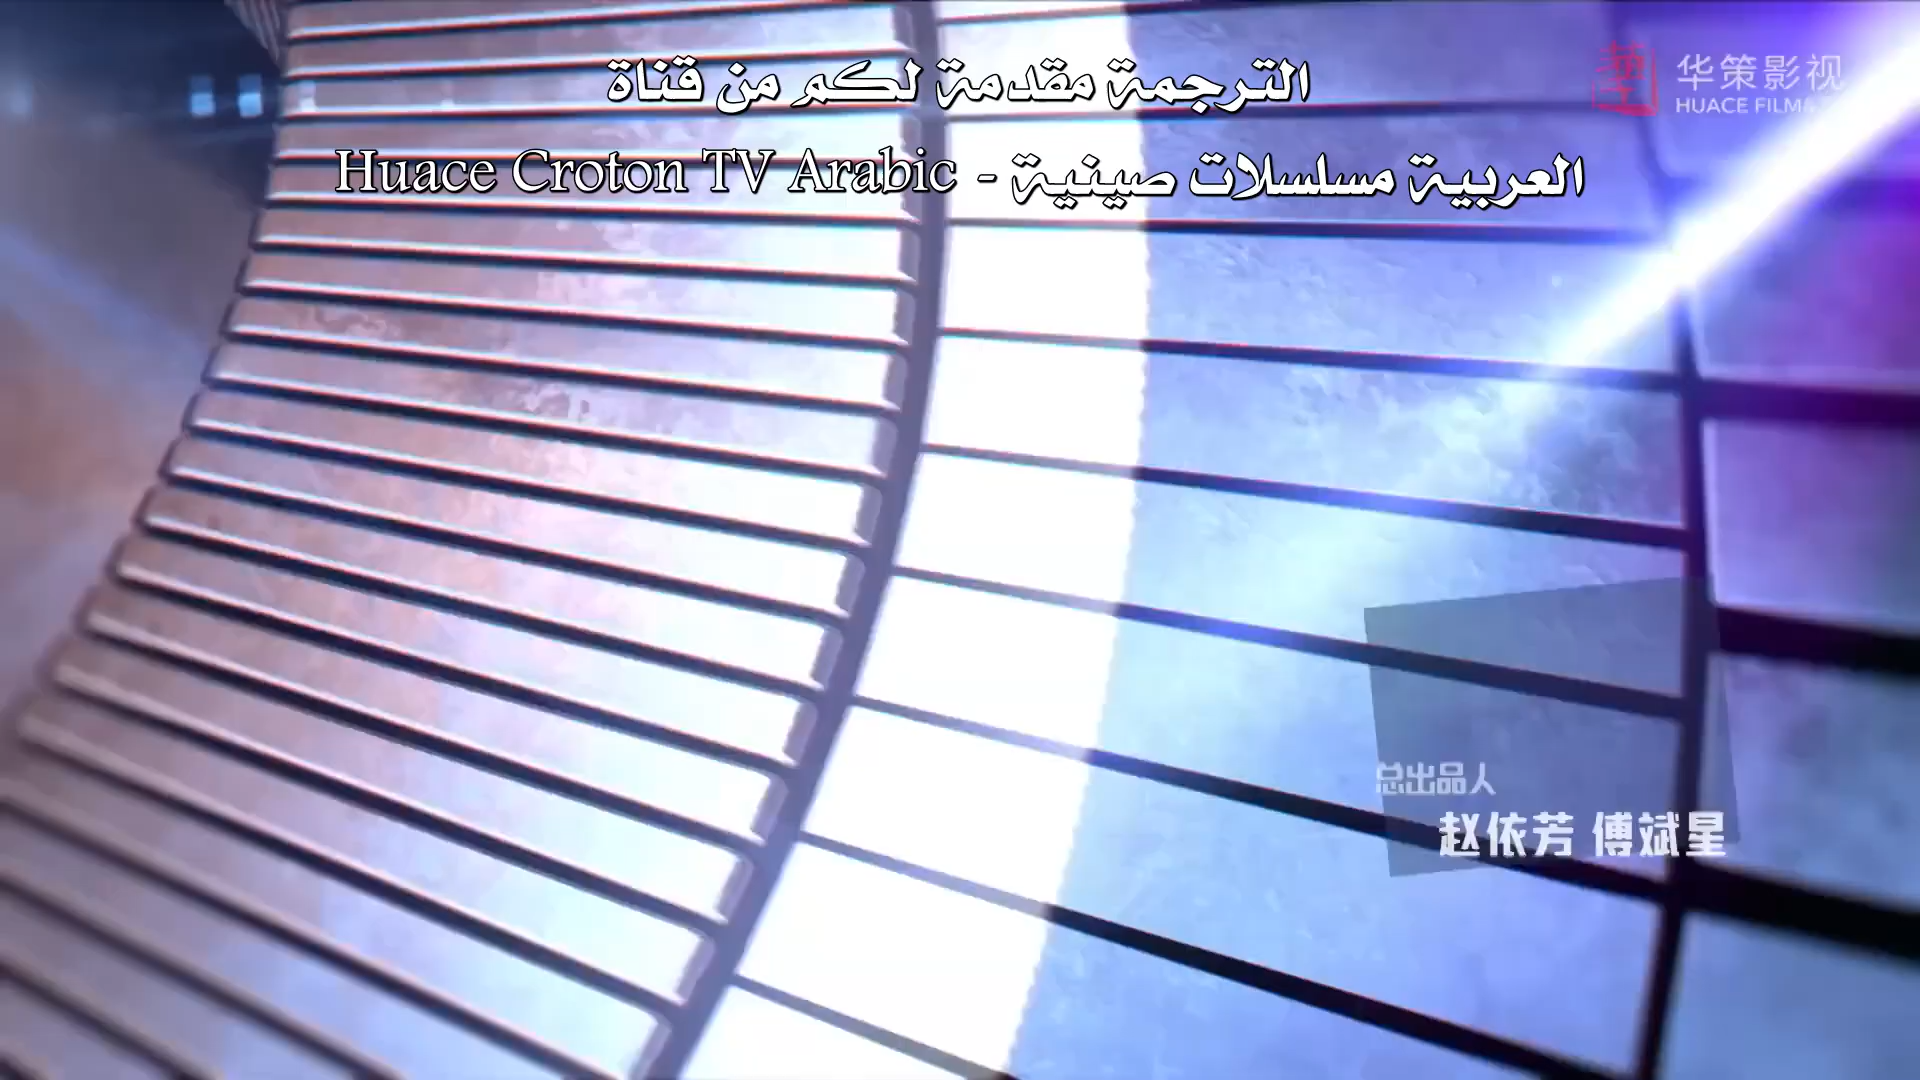 الترجمة مقدمة لكم من قناة
Huace Croton TV Arabic - العربية مسلسلات صينية
华策影视
HUACE FILM&
总出品人
赵依芳 傅斌星